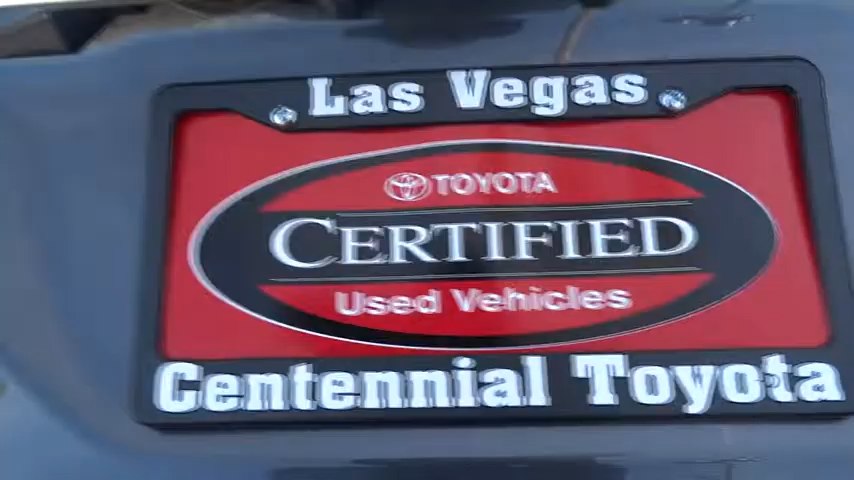 Las Vegas
TOYOTA
CERTIFIED
Used Vehicles
Centennial Toyota